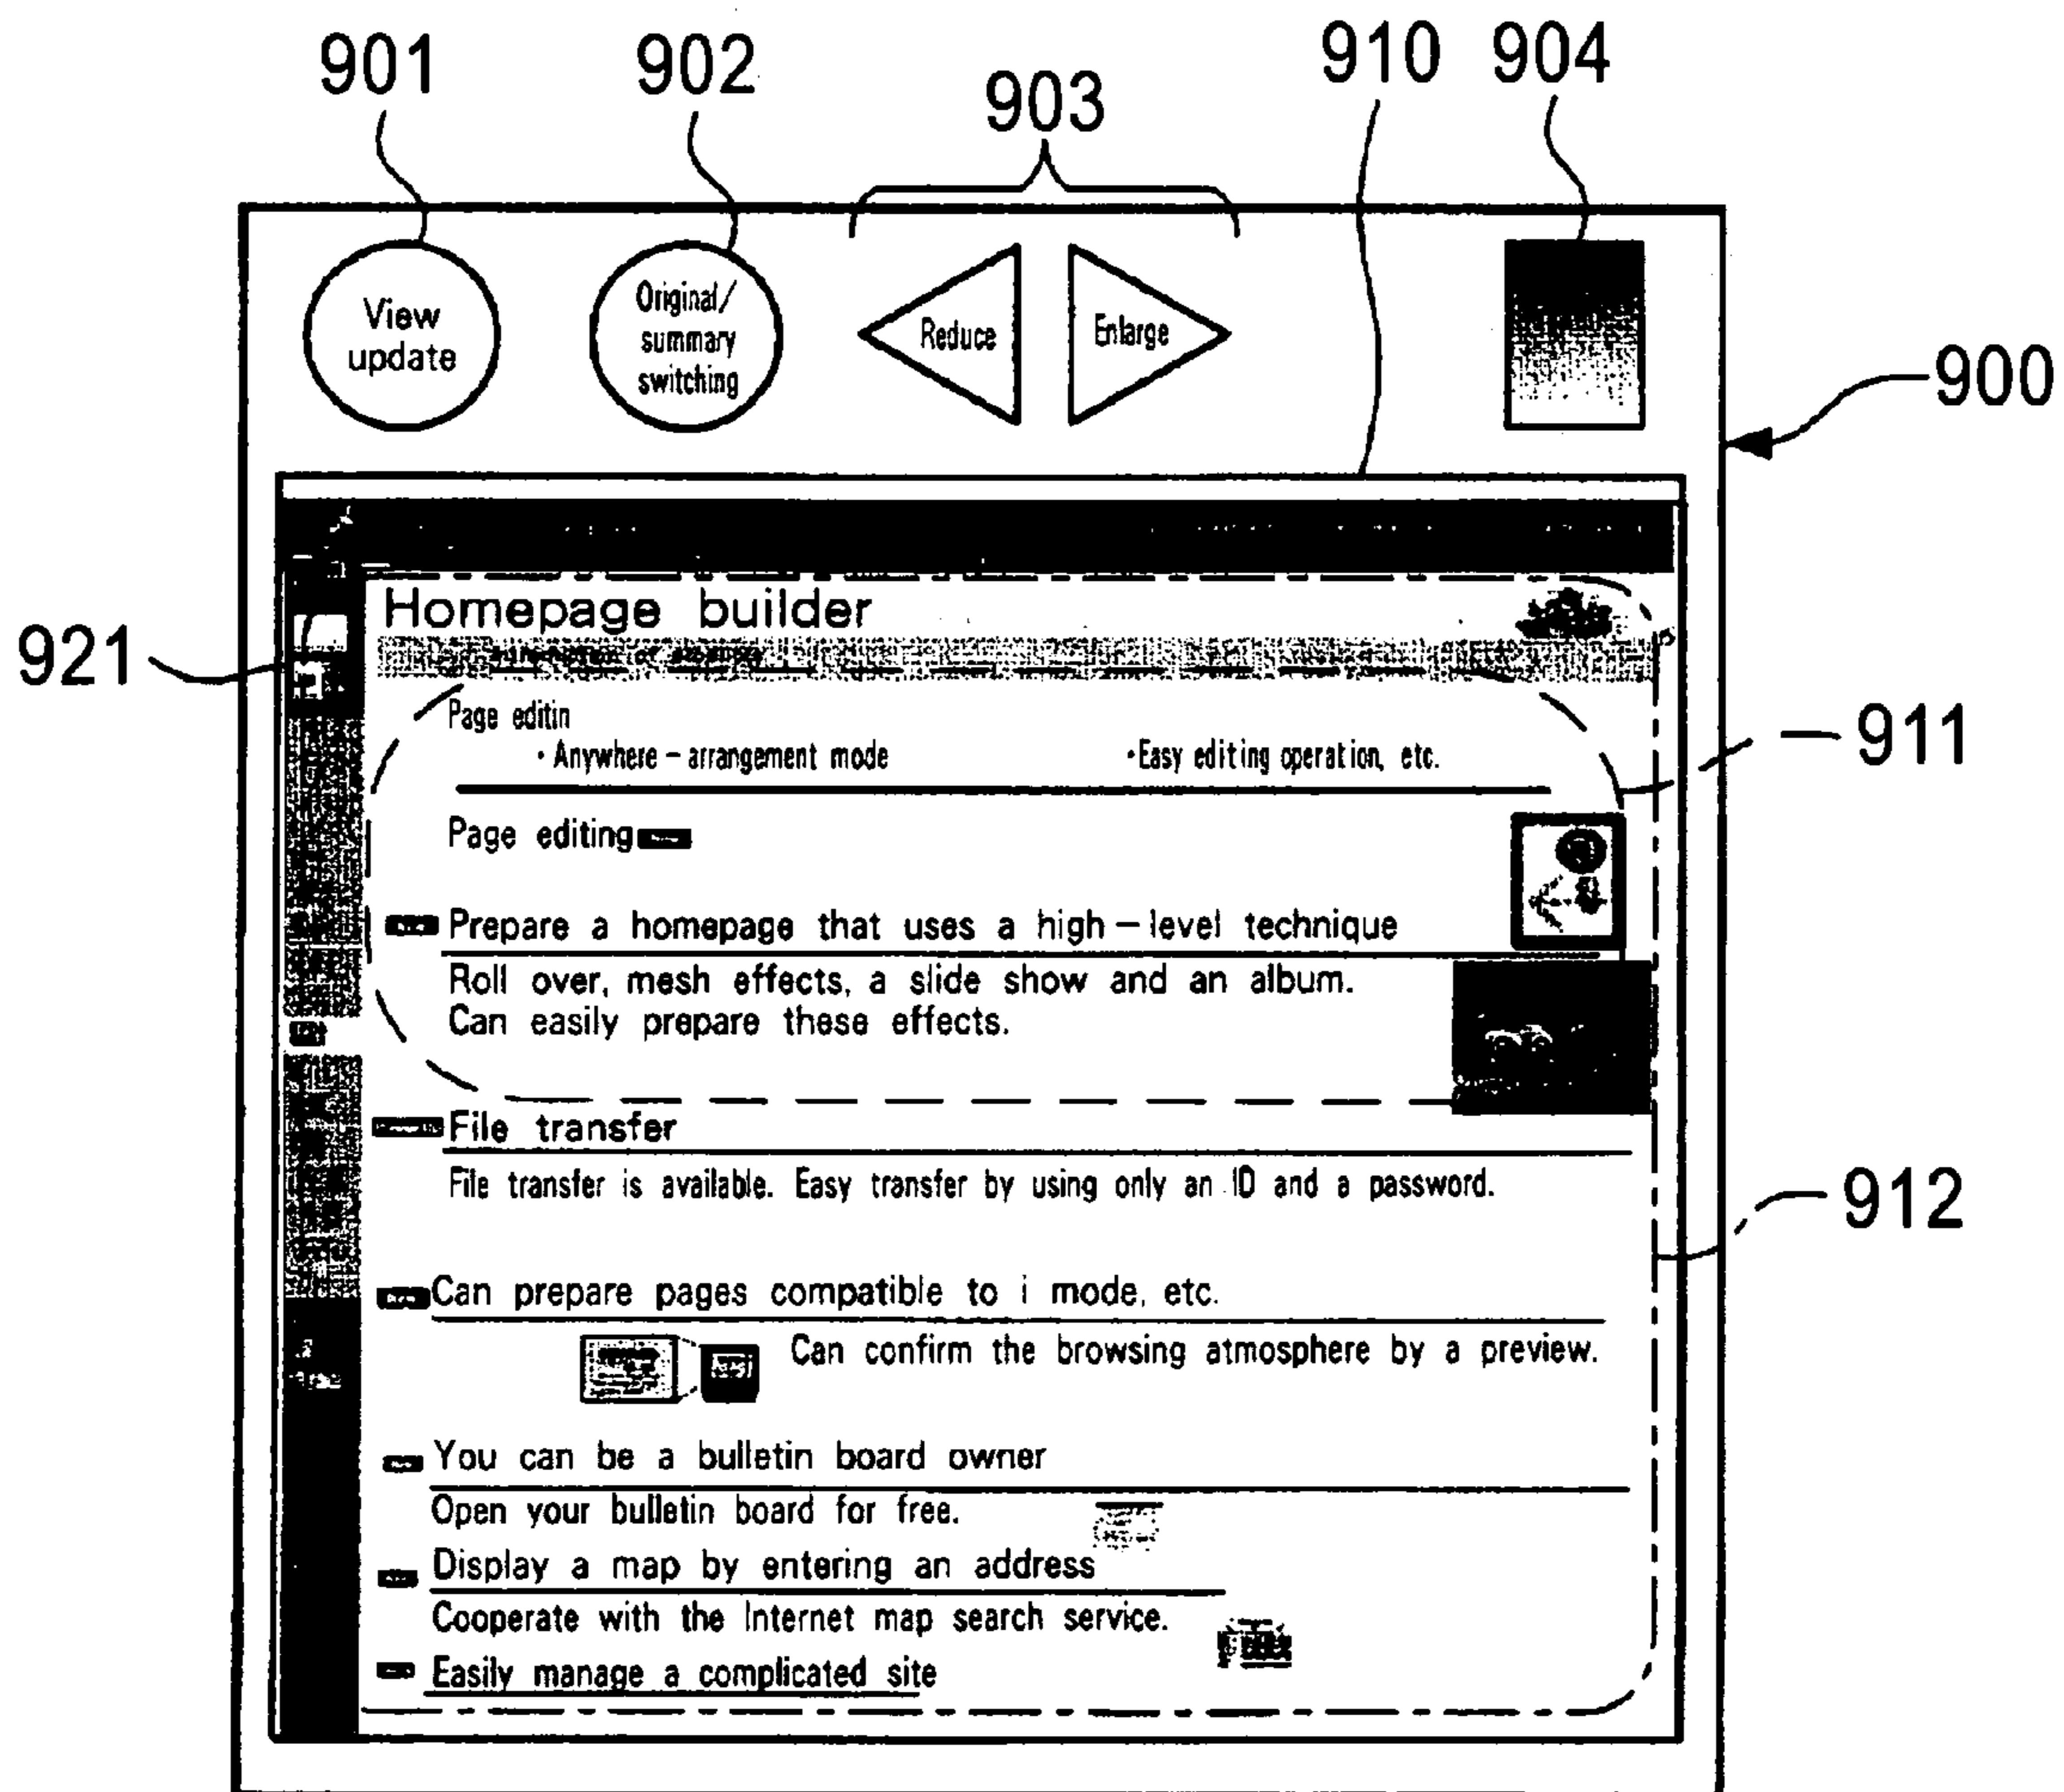 901
902
903
910
904
View
update
Original/
summary
switching
Reduce
Enlarge
900
Homepage builder
921
Page editin
· Anywhere – arrangement mode
·Easy editing operation, etc.
911
Page editing
Prepare a homepage that uses a high – level technique
Roll over, mesh effects, a slide show and an album.
Can easily prepare these effects.
File transfer
File transfer is available. Easy transfer by using only an ID and a password.
912
Can prepare pages compatible to i mode, etc.
Can confirm the browsing atmosphere by a preview.
You can be a bulletin board owner
Open your bulletin board for free.
Display a map by entering an address
Cooperate with the Internet map search service.
Easily manage a complicated site